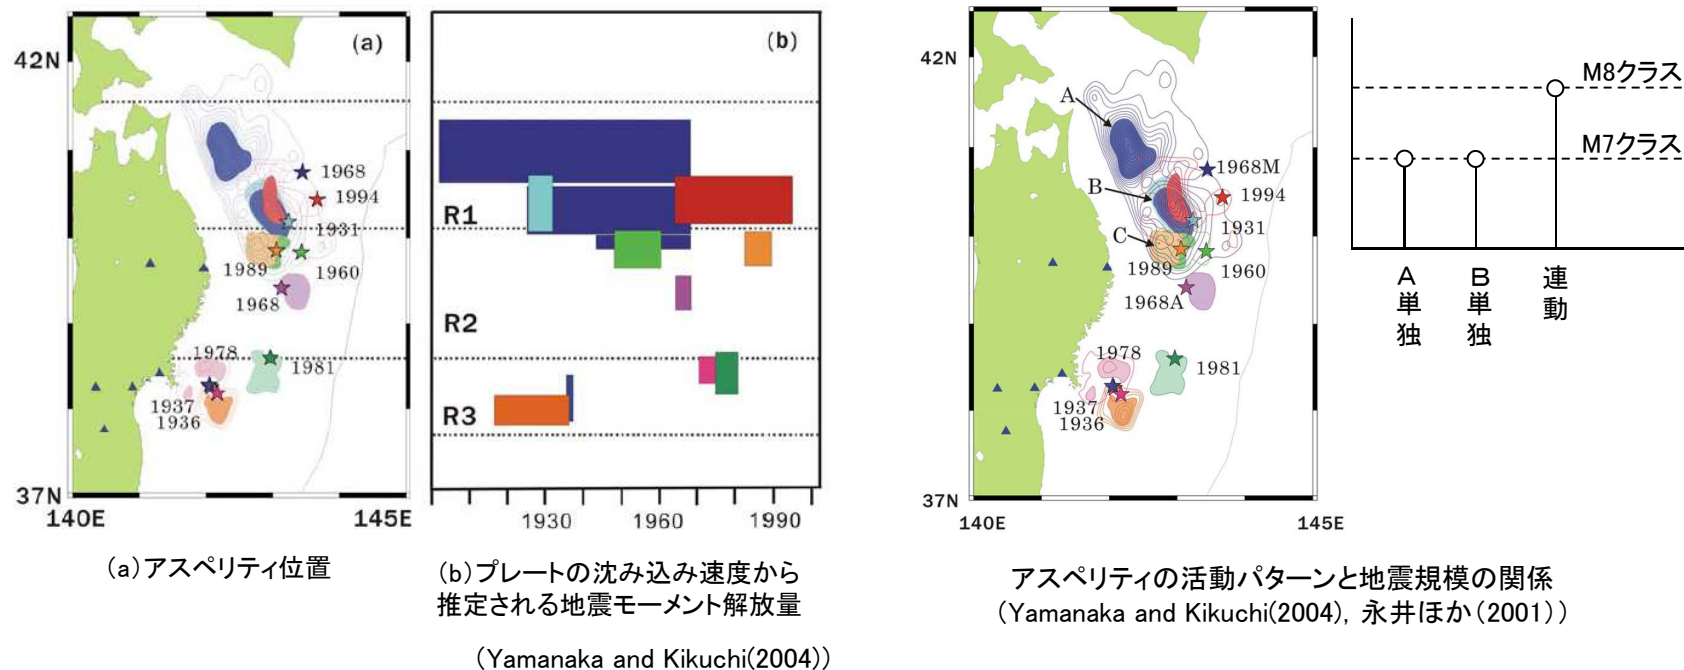 (a)
42N
1968
1994
1931
1989
1960
1968
1978
1981
1937
1936
37N
140E
145E
(a)アスペリティ位置
(b)
R1
R2
R3
1930
1960
1990
(b)プレートの沈み込み速度から
推定される地震モーメント解放量
(Yamanaka and Kikuchi(2004))
42N
A
1968M
B
1994
1931
C
1989
1960
1968A
1978
1981
1937
1936
37N
140E
145E
M8クラス
M7クラス
A単独
B単独
連動
アスペリティの活動パターンと地震規模の関係
(Yamanaka and Kikuchi(2004), 永井ほか(2001))